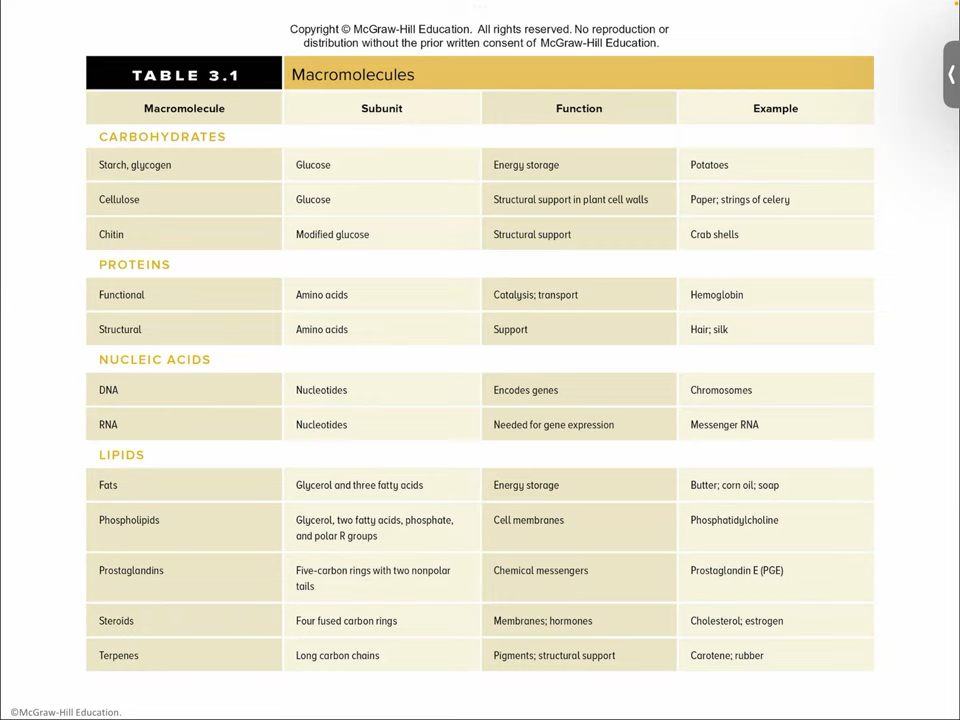 Copyright © McGraw-Hill Education. All rights reserved. No reproduction or
distribution without the prior written consent of McGraw-Hill Education.
TABLE 3.1 Macromolecules
Macromolecule Subunit Function Example
CARBOHYDRATES
Starch, glycogen Glucose Energy storage Potatoes
Cellulose Glucose Structural support in plant cell walls Paper; strings of celery
Chitin Modified glucose Structural support Crab shells
PROTEINS
Functional Amino acids Catalysis; transport Hemoglobin
Structural Amino acids Support Hair; silk
NUCLEIC ACIDS
DNA Nucleotides Encodes genes Chromosomes
RNA Nucleotides Needed for gene expression Messenger RNA
LIPIDS
Fats Glycerol and three fatty acids Energy storage Butter; corn oil; soap
Phospholipids Glycerol, two fatty acids, phosphate, Cell membranes Phosphatidylcholine
and polar R groups
Prostaglandins Five-carbon rings with two nonpolar Chemical messengers Prostaglandin E (PGE)
tails
Steroids Four fused carbon rings Membranes; hormones Cholesterol; estrogen
Terpenes Long carbon chains Pigments; structural support Carotene; rubber
©McGraw-Hill Education.